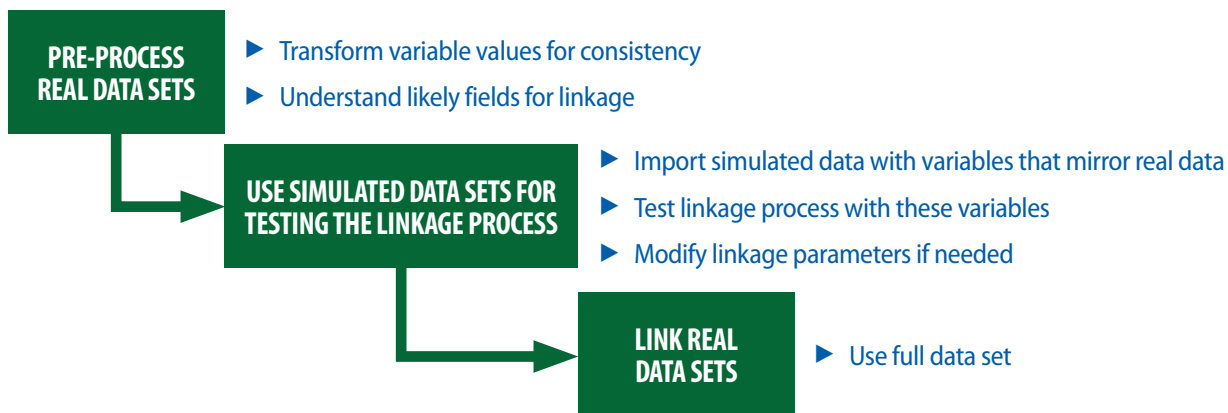 PRE-PROCESS
REAL DATA SETS
▶ Transform variable values for consistency
▶ Understand likely fields for linkage
USE SIMULATED DATA SETS FOR
TESTING THE LINKAGE PROCESS
▶ Import simulated data with variables that mirror real data
▶ Test linkage process with these variables
▶ Modify linkage parameters if needed
LINK REAL
DATA SETS
▶ Use full data set